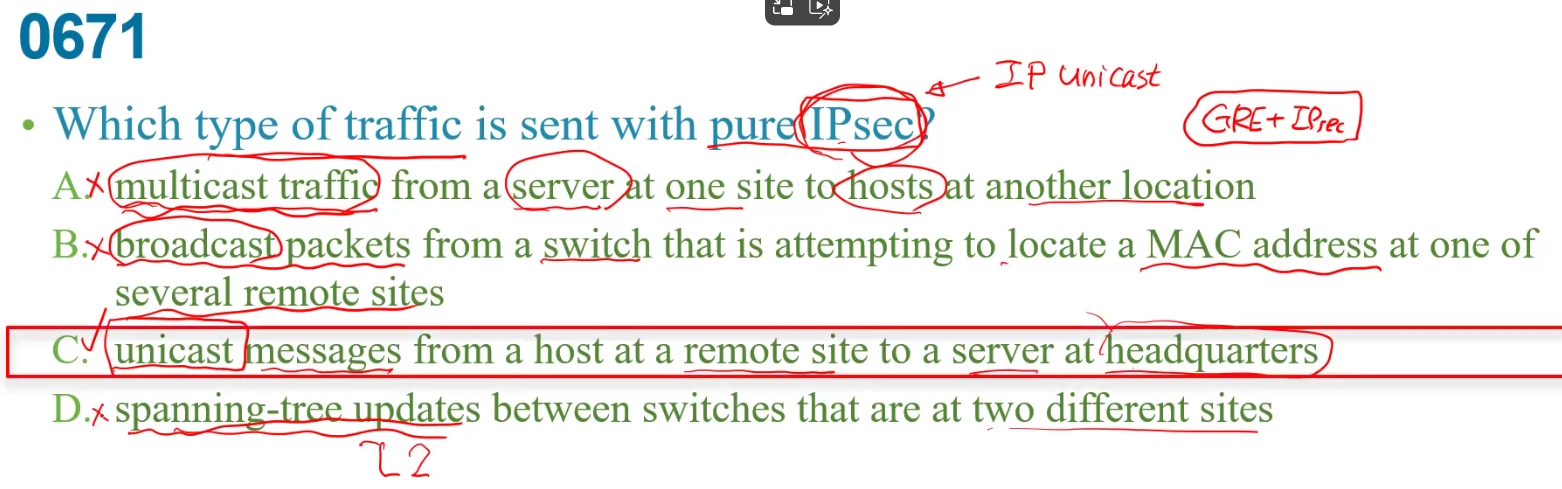 0671
IP unicast
• Which type of traffic is sent with pure IPsec?
GRE+IPsec
A. multicast traffic from a server at one site to hosts at another location
B. broadcast packets from a switch that is attempting to locate a MAC address at one of
several remote sites
C. unicast messages from a host at a remote site to a server at headquarters
D. spanning-tree updates between switches that are at two different sites
L2